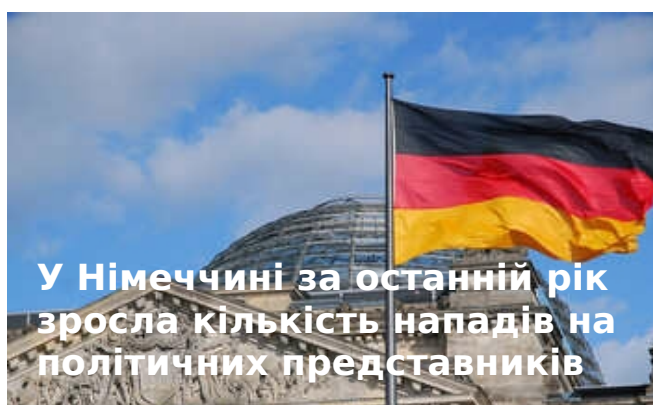 У Німеччині за останній рік
зросла кількість нападів на
політичних представників